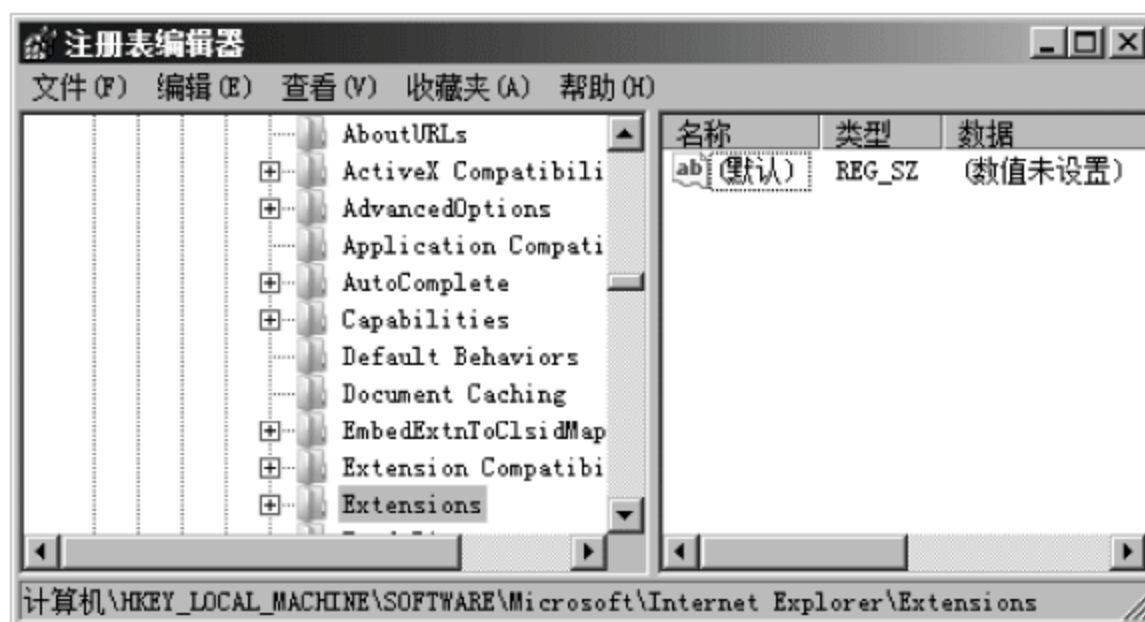 注册表编辑器
文件(F) 编辑(E) 查看(V) 收藏夹(A) 帮助(H)
AboutURLs
ActiveX Compatibili
AdvancedOptions
Application Compati
AutoComplete
Capabilities
Default Behaviors
Document Caching
EmbedExtnToClsidMap
Extension Compatibi
Extensions
名称 类型 数据
ab (默认) REG_SZ (数值未设置)
计算机\HKEY_LOCAL_MACHINE\SOFTWARE\Microsoft\Internet Explorer\Extensions